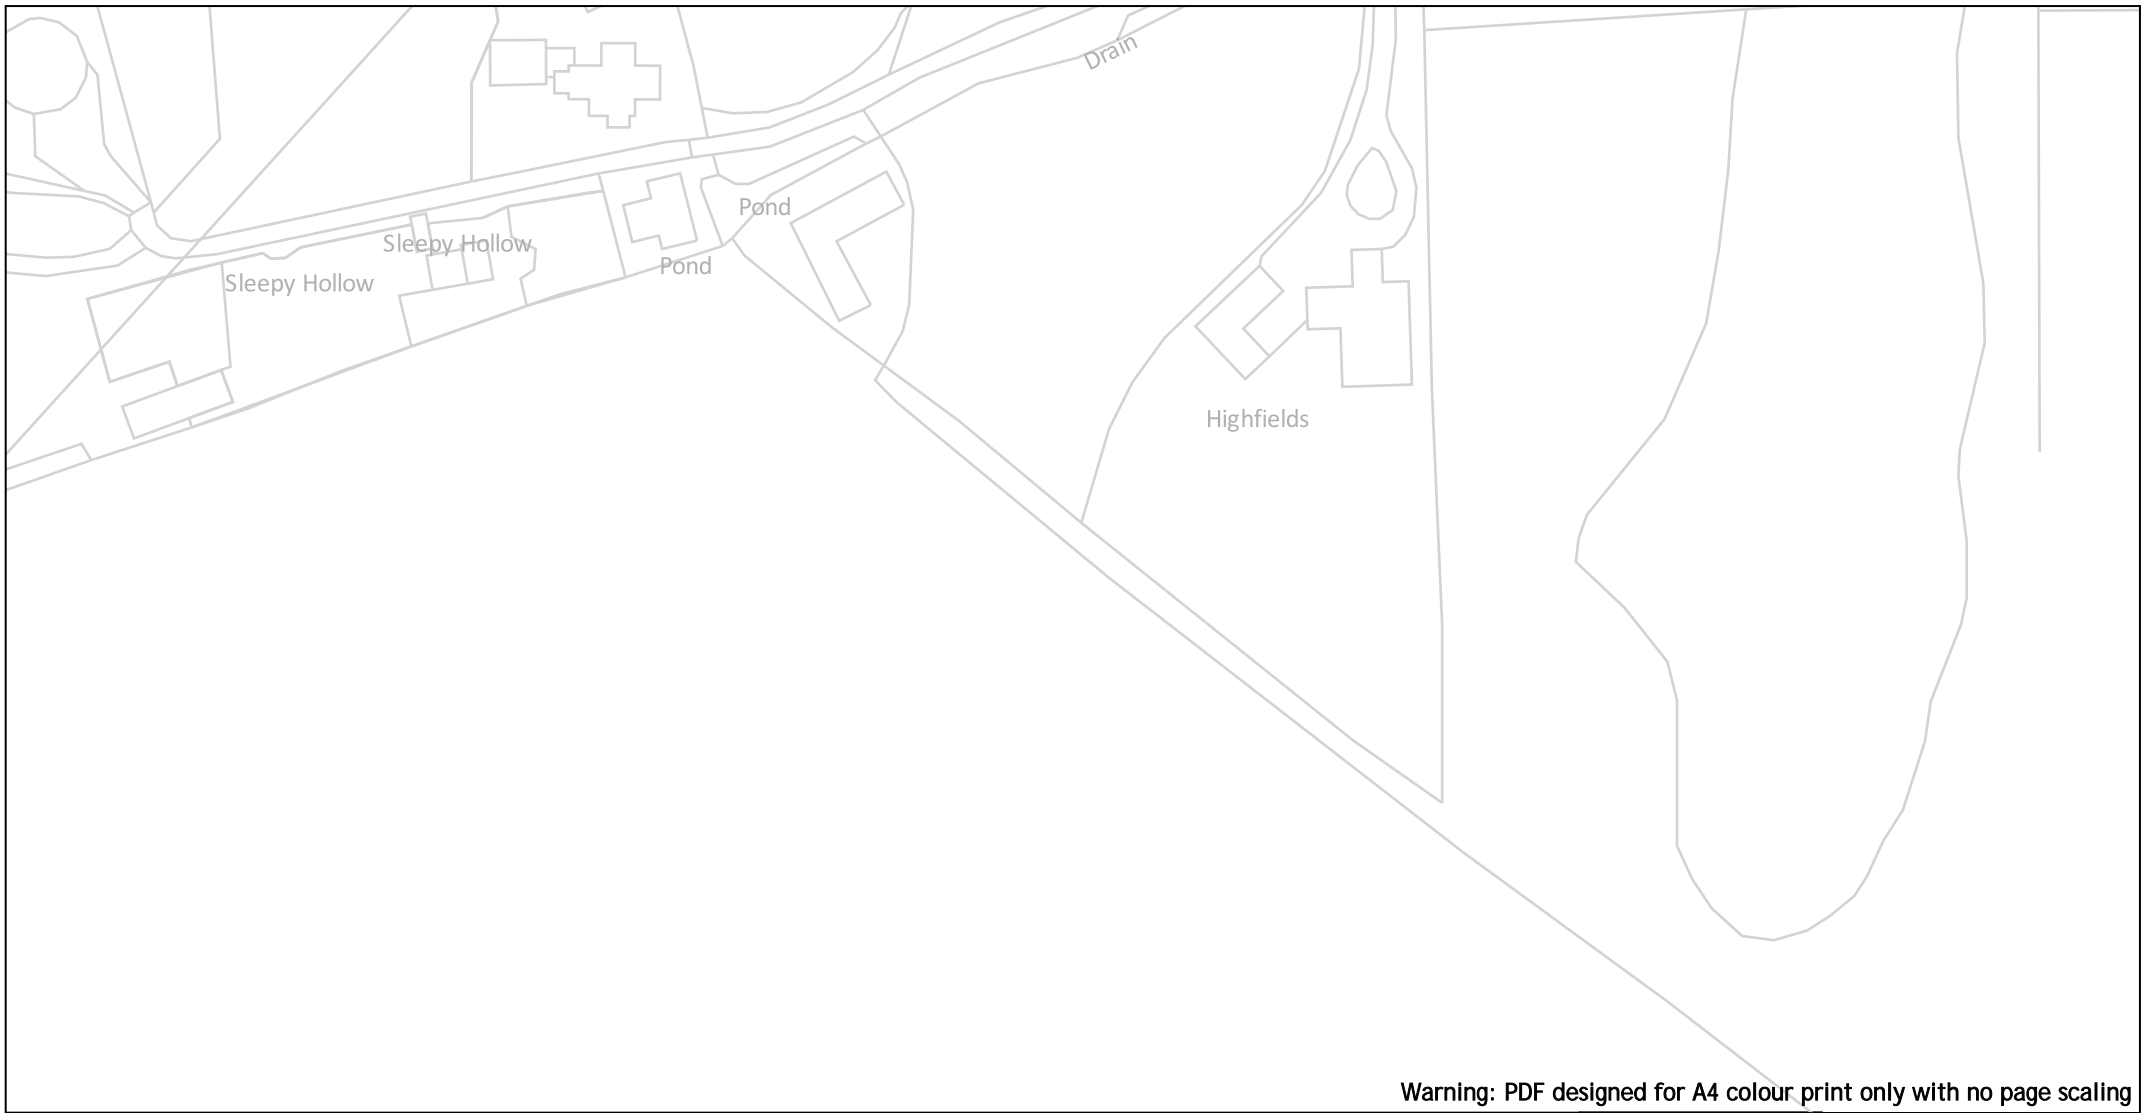 Drain
Pond
Sleepy Hollow
Pond
Sleepy Hollow
Highfields
Warning: PDF designed for A4 colour print only with no page scaling